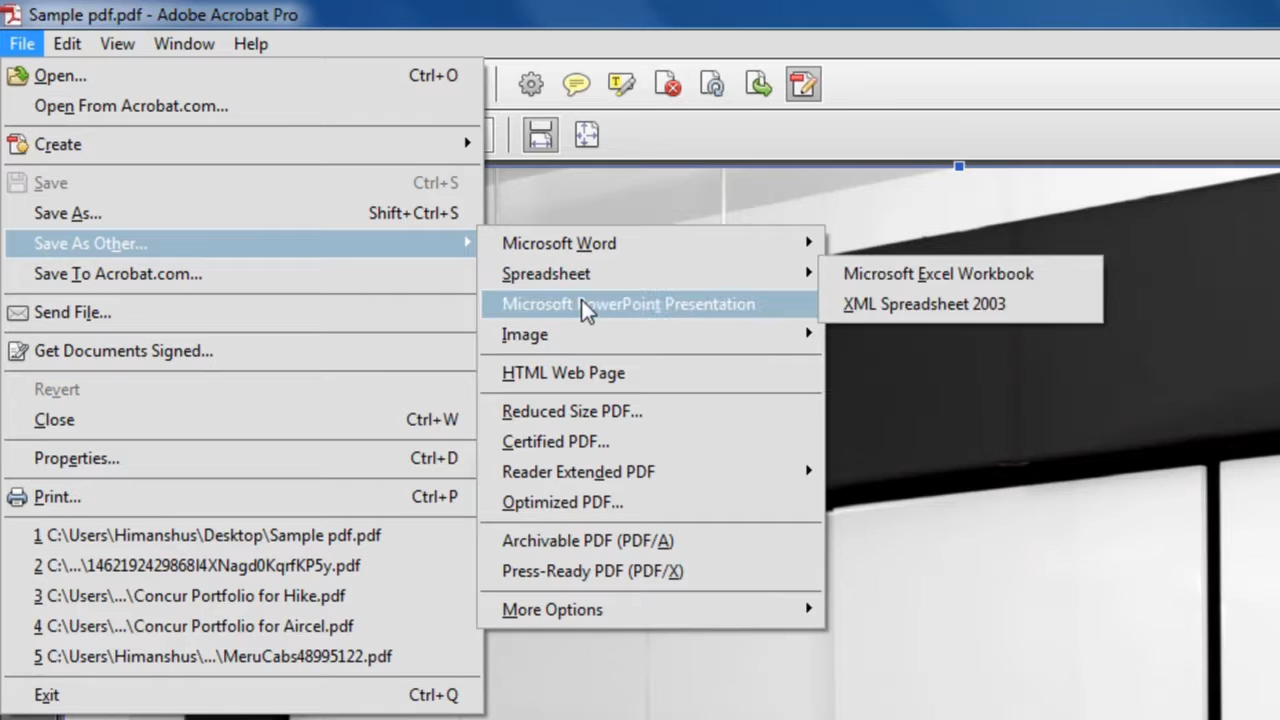 Sample pdf.pdf - Adobe Acrobat Pro
File Edit View Window Help
Open... Ctrl+O
Open From Acrobat.com...
Create
Save Ctrl+S
Save As... Shift+Ctrl+S
Save As Other...
Save To Acrobat.com...
Send File...
Get Documents Signed...
Revert
Close Ctrl+W
Properties... Ctrl+D
Print... Ctrl+P
1 C:\Users\Himanshus\Desktop\Sample pdf.pdf
2 C:\...\1462192429868I4XNagd0KqrfKP5y.pdf
3 C:\Users\...\Concur Portfolio for Hike.pdf
4 C:\Users\...\Concur Portfolio for Aircel.pdf
5 C:\Users\Himanshus\...\MeruCabs48995122.pdf
Exit Ctrl+Q
Microsoft Word
Spreadsheet
Microsoft PowerPoint Presentation
Image
HTML Web Page
Reduced Size PDF...
Certified PDF...
Reader Extended PDF
Optimized PDF...
Archivable PDF (PDF/A)
Press-Ready PDF (PDF/X)
More Options
Microsoft Excel Workbook
XML Spreadsheet 2003